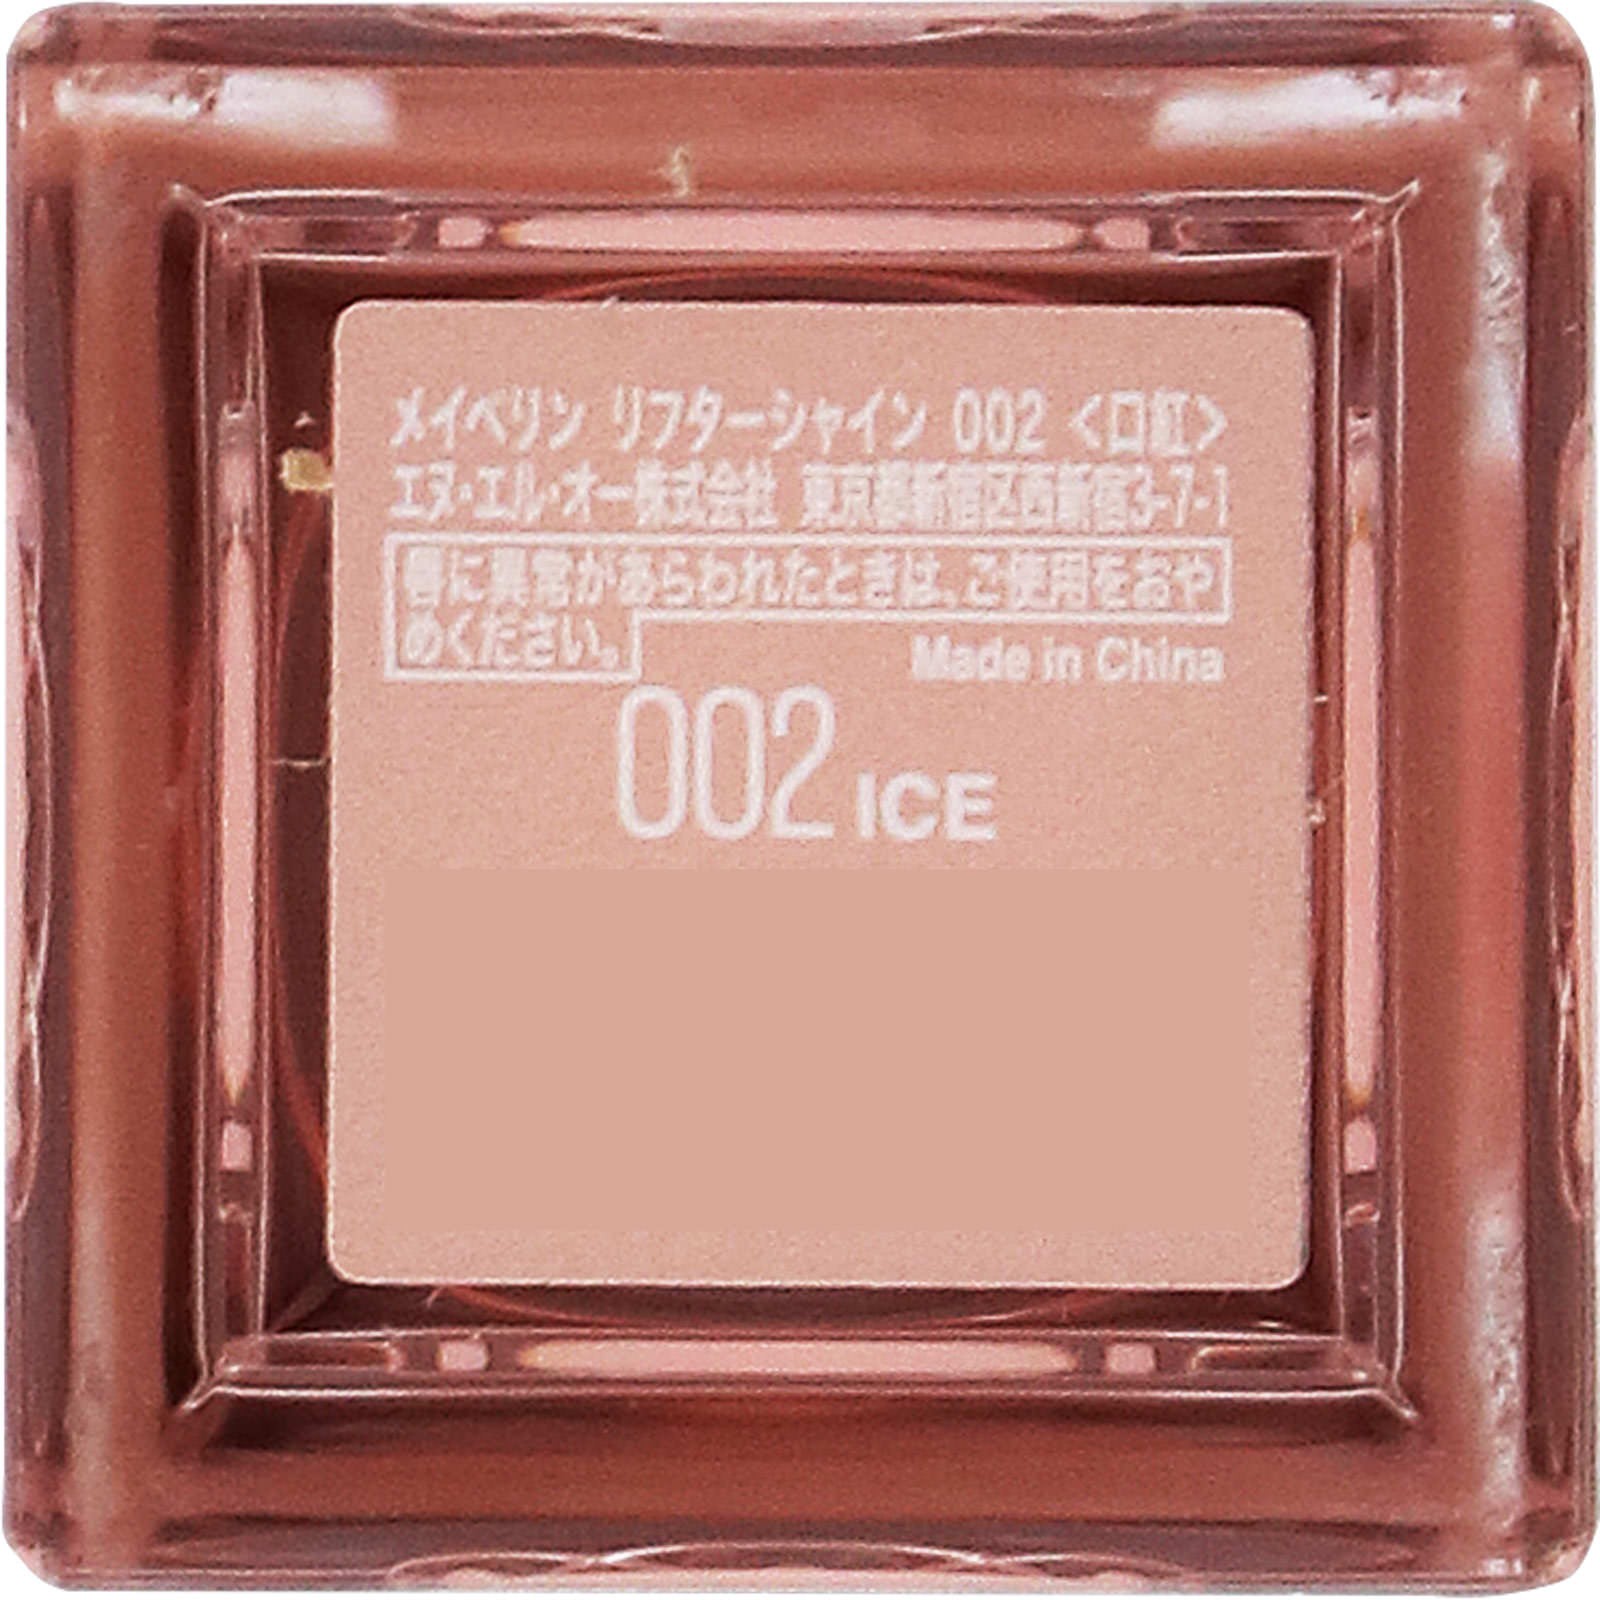 メイベリン リフターシャイン 002 <口紅>
エヌ・エル・オー株式会社 東京都新宿区西新宿3-7-1
唇に異常があらわれたときは、ご使用をおや
めください。
Made in China
002 ICE